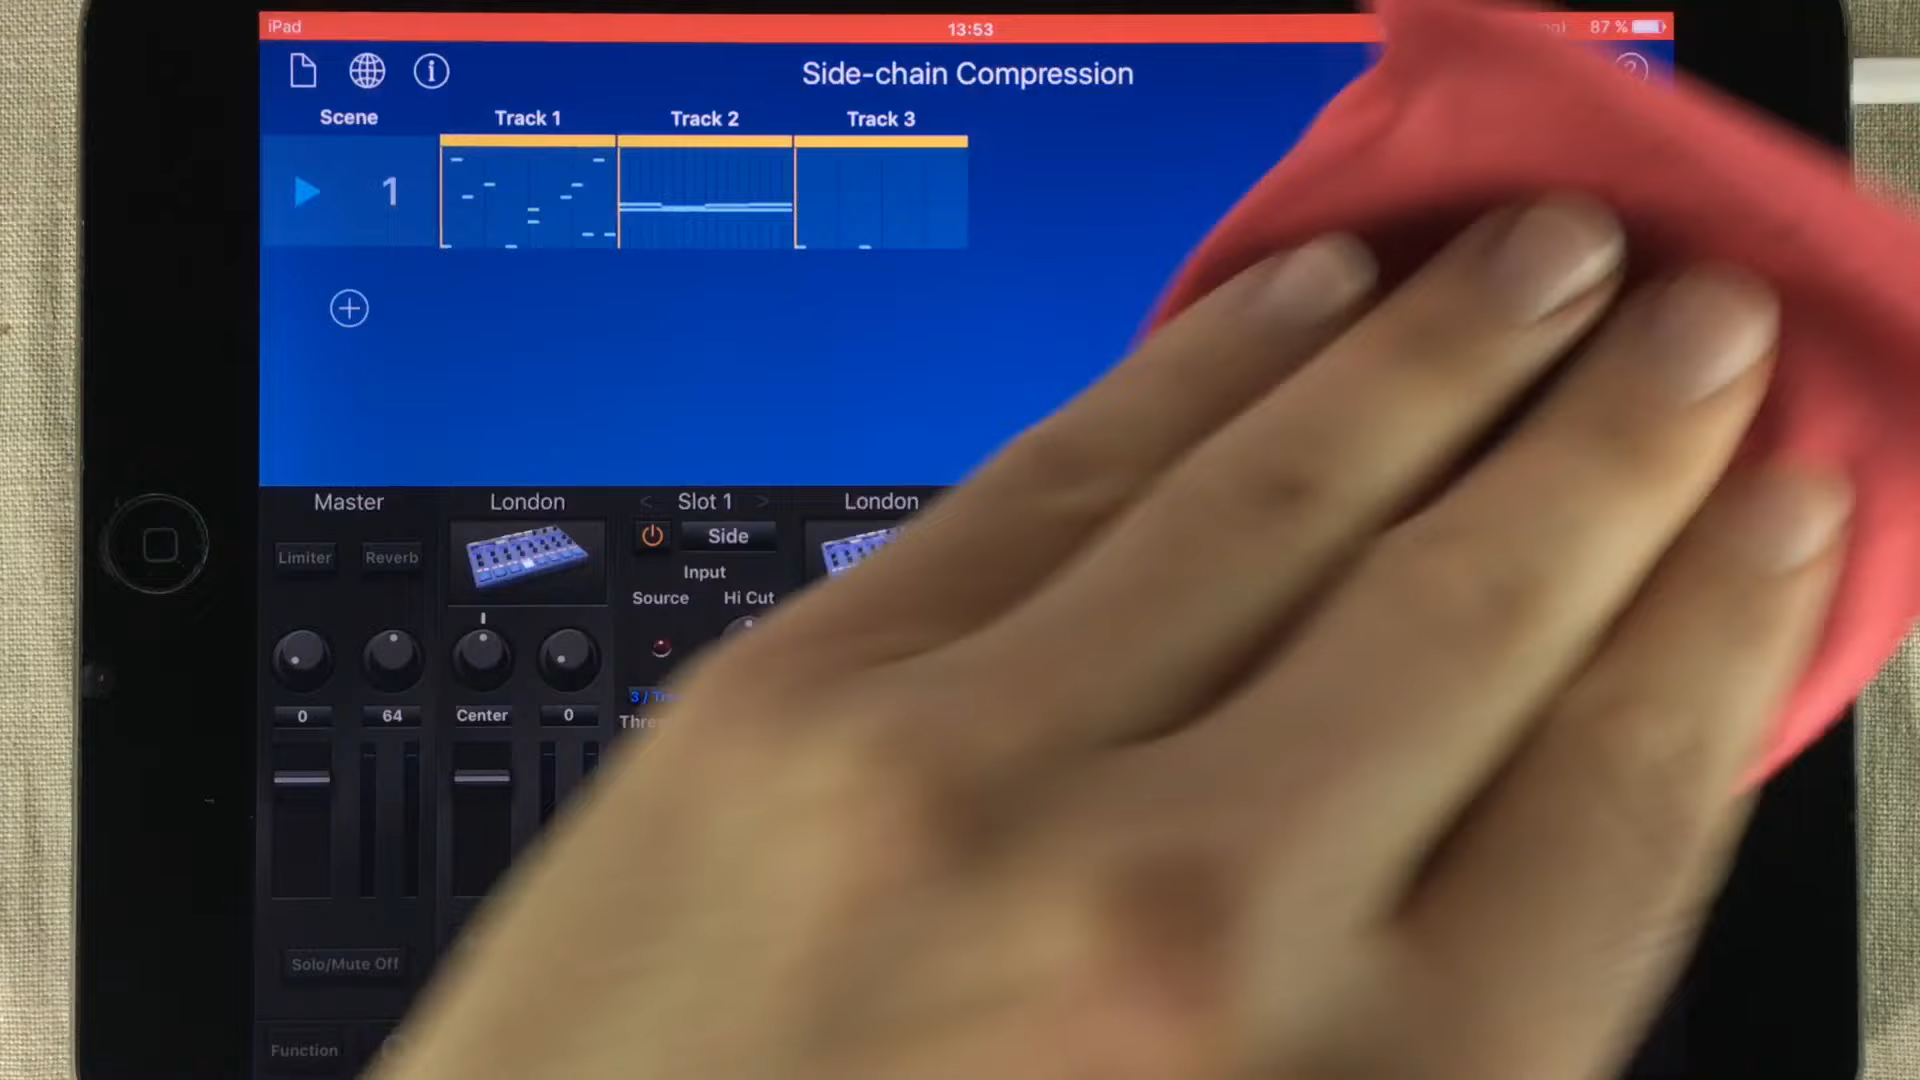 iPad 13:53 87 %
Side-chain Compression
Scene Track 1 Track 2 Track 3
1
Master London Slot 1 London
Side
Limiter Reverb
Input
Source Hi Cut
3 /
0 64 Center 0
Solo/Mute Off
Function